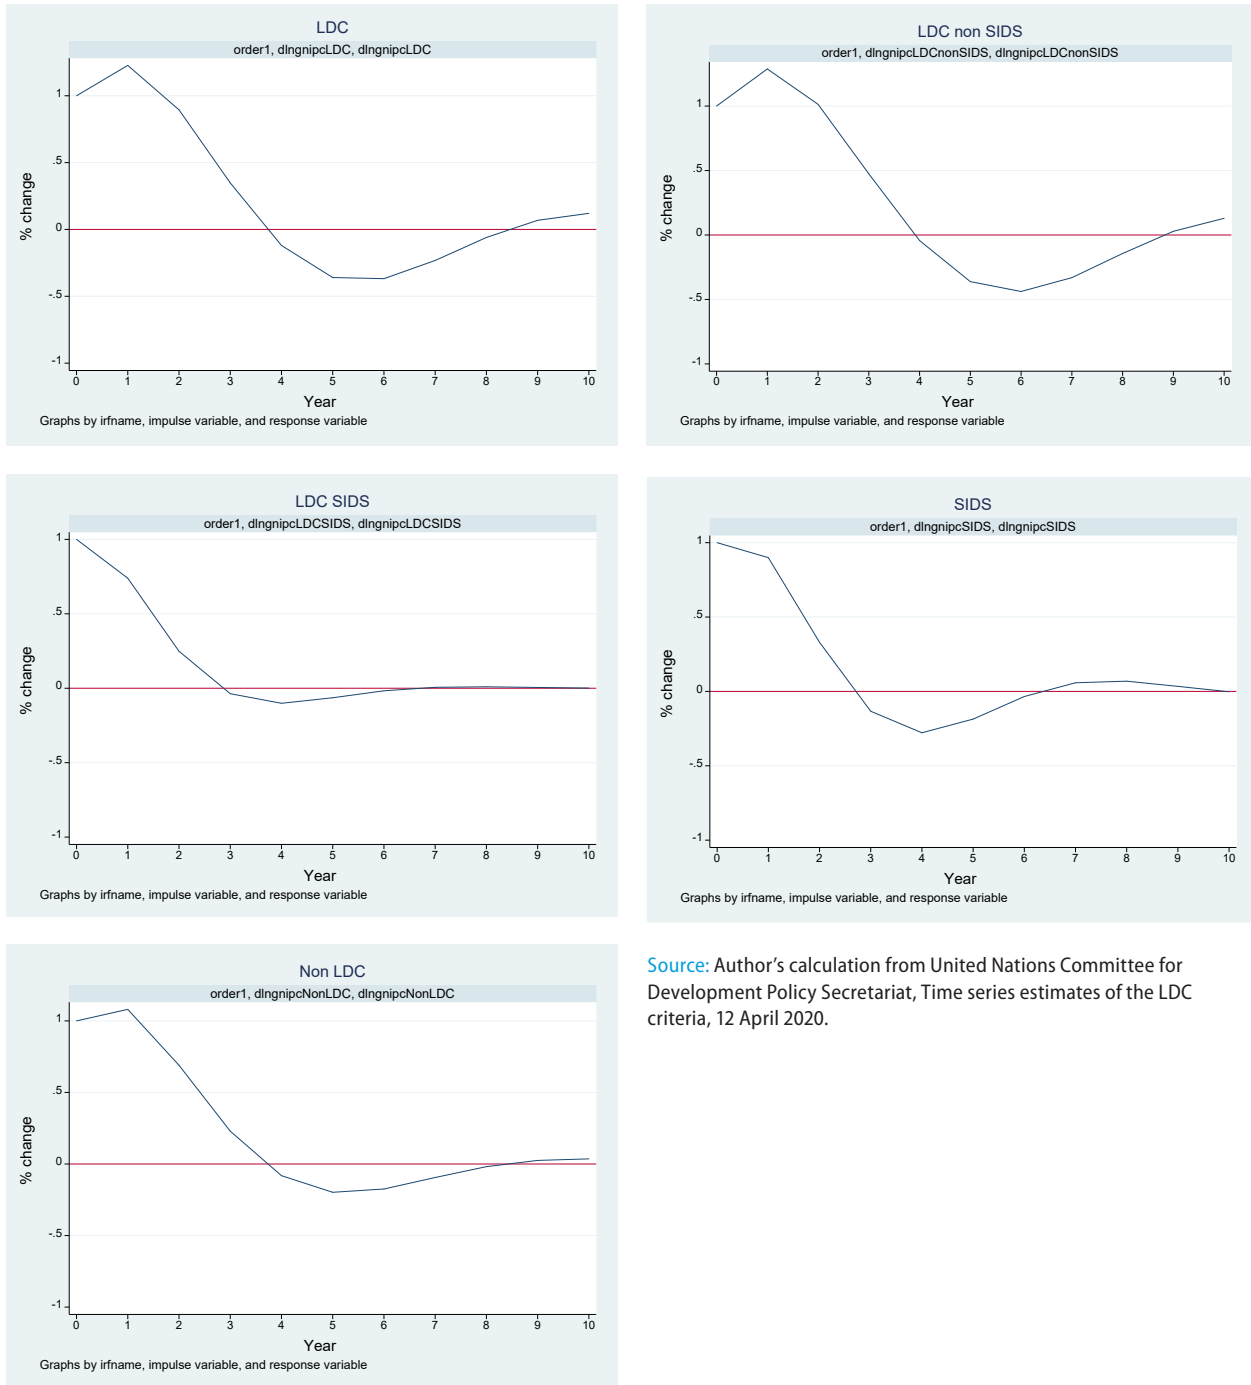 LDC
order1, dlngnipcLDC, dlngnipcLDC
1
.5
0
-.5
-1
% change
0 1 2 3 4 5 6 7 8 9 10
Year
Graphs by irfname, impulse variable, and response variable
LDC non SIDS
order1, dlngnipcLDCnonSIDS, dlngnipcLDCnonSIDS
1
.5
0
-.5
-1
% change
0 1 2 3 4 5 6 7 8 9 10
Year
Graphs by irfname, impulse variable, and response variable
LDC SIDS
order1, dlngnipcLDCSIDS, dlngnipcLDCSIDS
1
.5
0
-.5
-1
% change
0 1 2 3 4 5 6 7 8 9 10
Year
Graphs by irfname, impulse variable, and response variable
SIDS
order1, dlngnipcSIDS, dlngnipcSIDS
1
.5
0
-.5
-1
% change
0 1 2 3 4 5 6 7 8 9 10
Year
Graphs by irfname, impulse variable, and response variable
Non LDC
order1, dlngnipcNonLDC, dlngnipcNonLDC
1
.5
0
-.5
-1
% change
0 1 2 3 4 5 6 7 8 9 10
Year
Graphs by irfname, impulse variable, and response variable
Source: Author’s calculation from United Nations Committee for
Development Policy Secretariat, Time series estimates of the LDC
criteria, 12 April 2020.